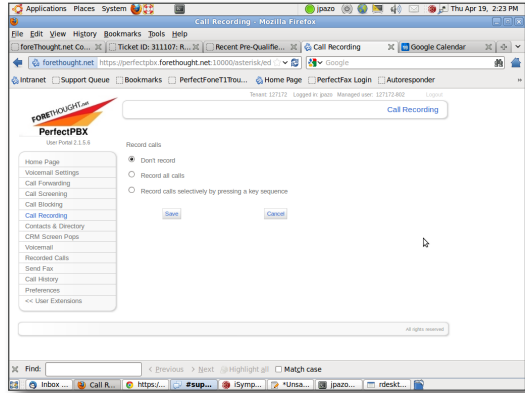 Applications Places System jpazo Thu Apr 19, 2:23 PM
Call Recording - Mozilla Firefox
File Edit View History Bookmarks Tools Help
foreThought.net Co... Ticket ID: 311107: R... Recent Pre-Qualifie... Call Recording Google Calendar
forethought.net https://perfectpbx.forethought.net:10000/asterisk/ed Google
Intranet Support Queue Bookmarks PerfectFoneT1Trou... Home Page PerfectFax Login Autoresponder »
Tenant: 127172 Logged in: jpazo Managed user: 127172-802 Logout
FORETHOUGHT.net
PerfectPBX
User Portal 2.1.5.8
Call Recording
Home Page
Voicemail Settings
Call Forwarding
Call Screening
Call Blocking
Call Recording
Contacts & Directory
CRM Screen Pops
Voicemail
Recorded Calls
Send Fax
Call History
Preferences
<< User Extensions
Record calls
Don't record
Record all calls
Record calls selectively by pressing a key sequence
Save Cancel
All rights reserved
Find: Previous Next Highlight all Match case
Inbox ... Call R... https:/... #sup... iSymp... *Unsa... jpazo... rdeskt...